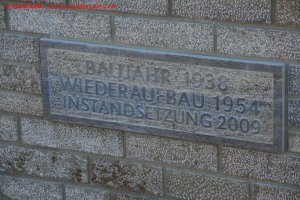 BAUJAHR 1938
WIEDERAUFBAU 1954
INSTANDSETZUNG 2009